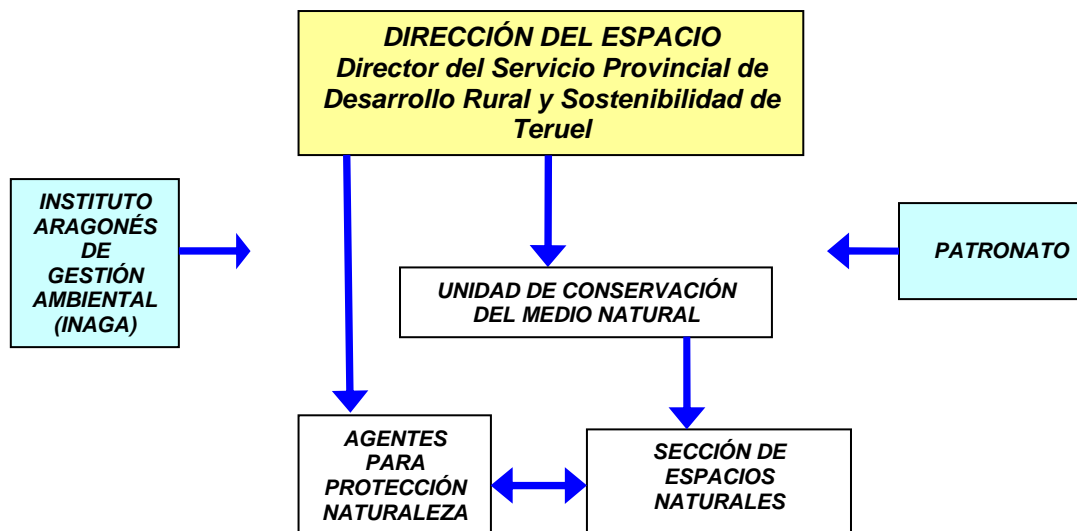 DIRECCIÓN DEL ESPACIO
Director del Servicio Provincial de
Desarrollo Rural y Sostenibilidad de
Teruel
INSTITUTO
ARAGONÉS
DE
GESTIÓN
AMBIENTAL
(INAGA)
PATRONATO
UNIDAD DE CONSERVACIÓN
DEL MEDIO NATURAL
AGENTES
PARA
PROTECCIÓN
NATURALEZA
SECCIÓN DE
ESPACIOS
NATURALES